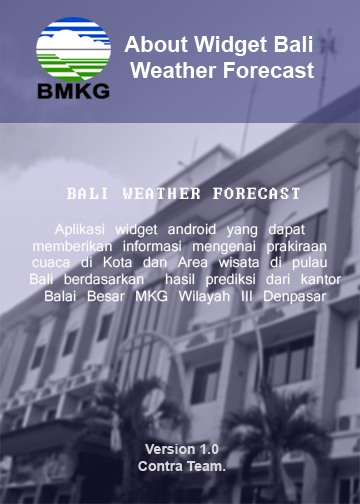 BMKG
About Widget Bali
Weather Forecast
BALI WEATHER FORECAST
Aplikasi widget android yang dapat
memberikan informasi mengenai prakiraan
cuaca di Kota dan Area wisata di pulau
Bali berdasarkan hasil prediksi dari kantor
Balai Besar MKG Wilayah III Denpasar
Version 1.0
Contra Team.